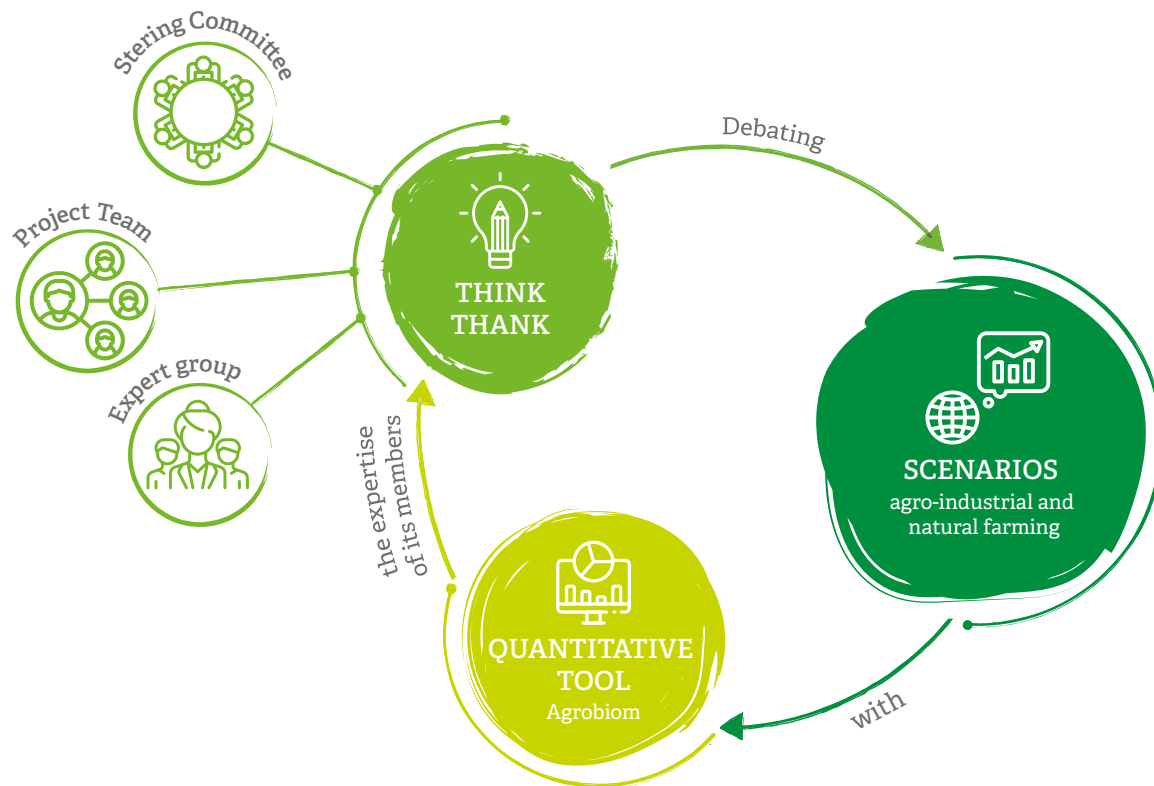 Stering Committee
Project Team
Expert group
THINK
THANK
Debating
SCENARIOS
agro-industrial and
natural farming
with
QUANTITATIVE
TOOL
Agrobiom
the expertise
of its members